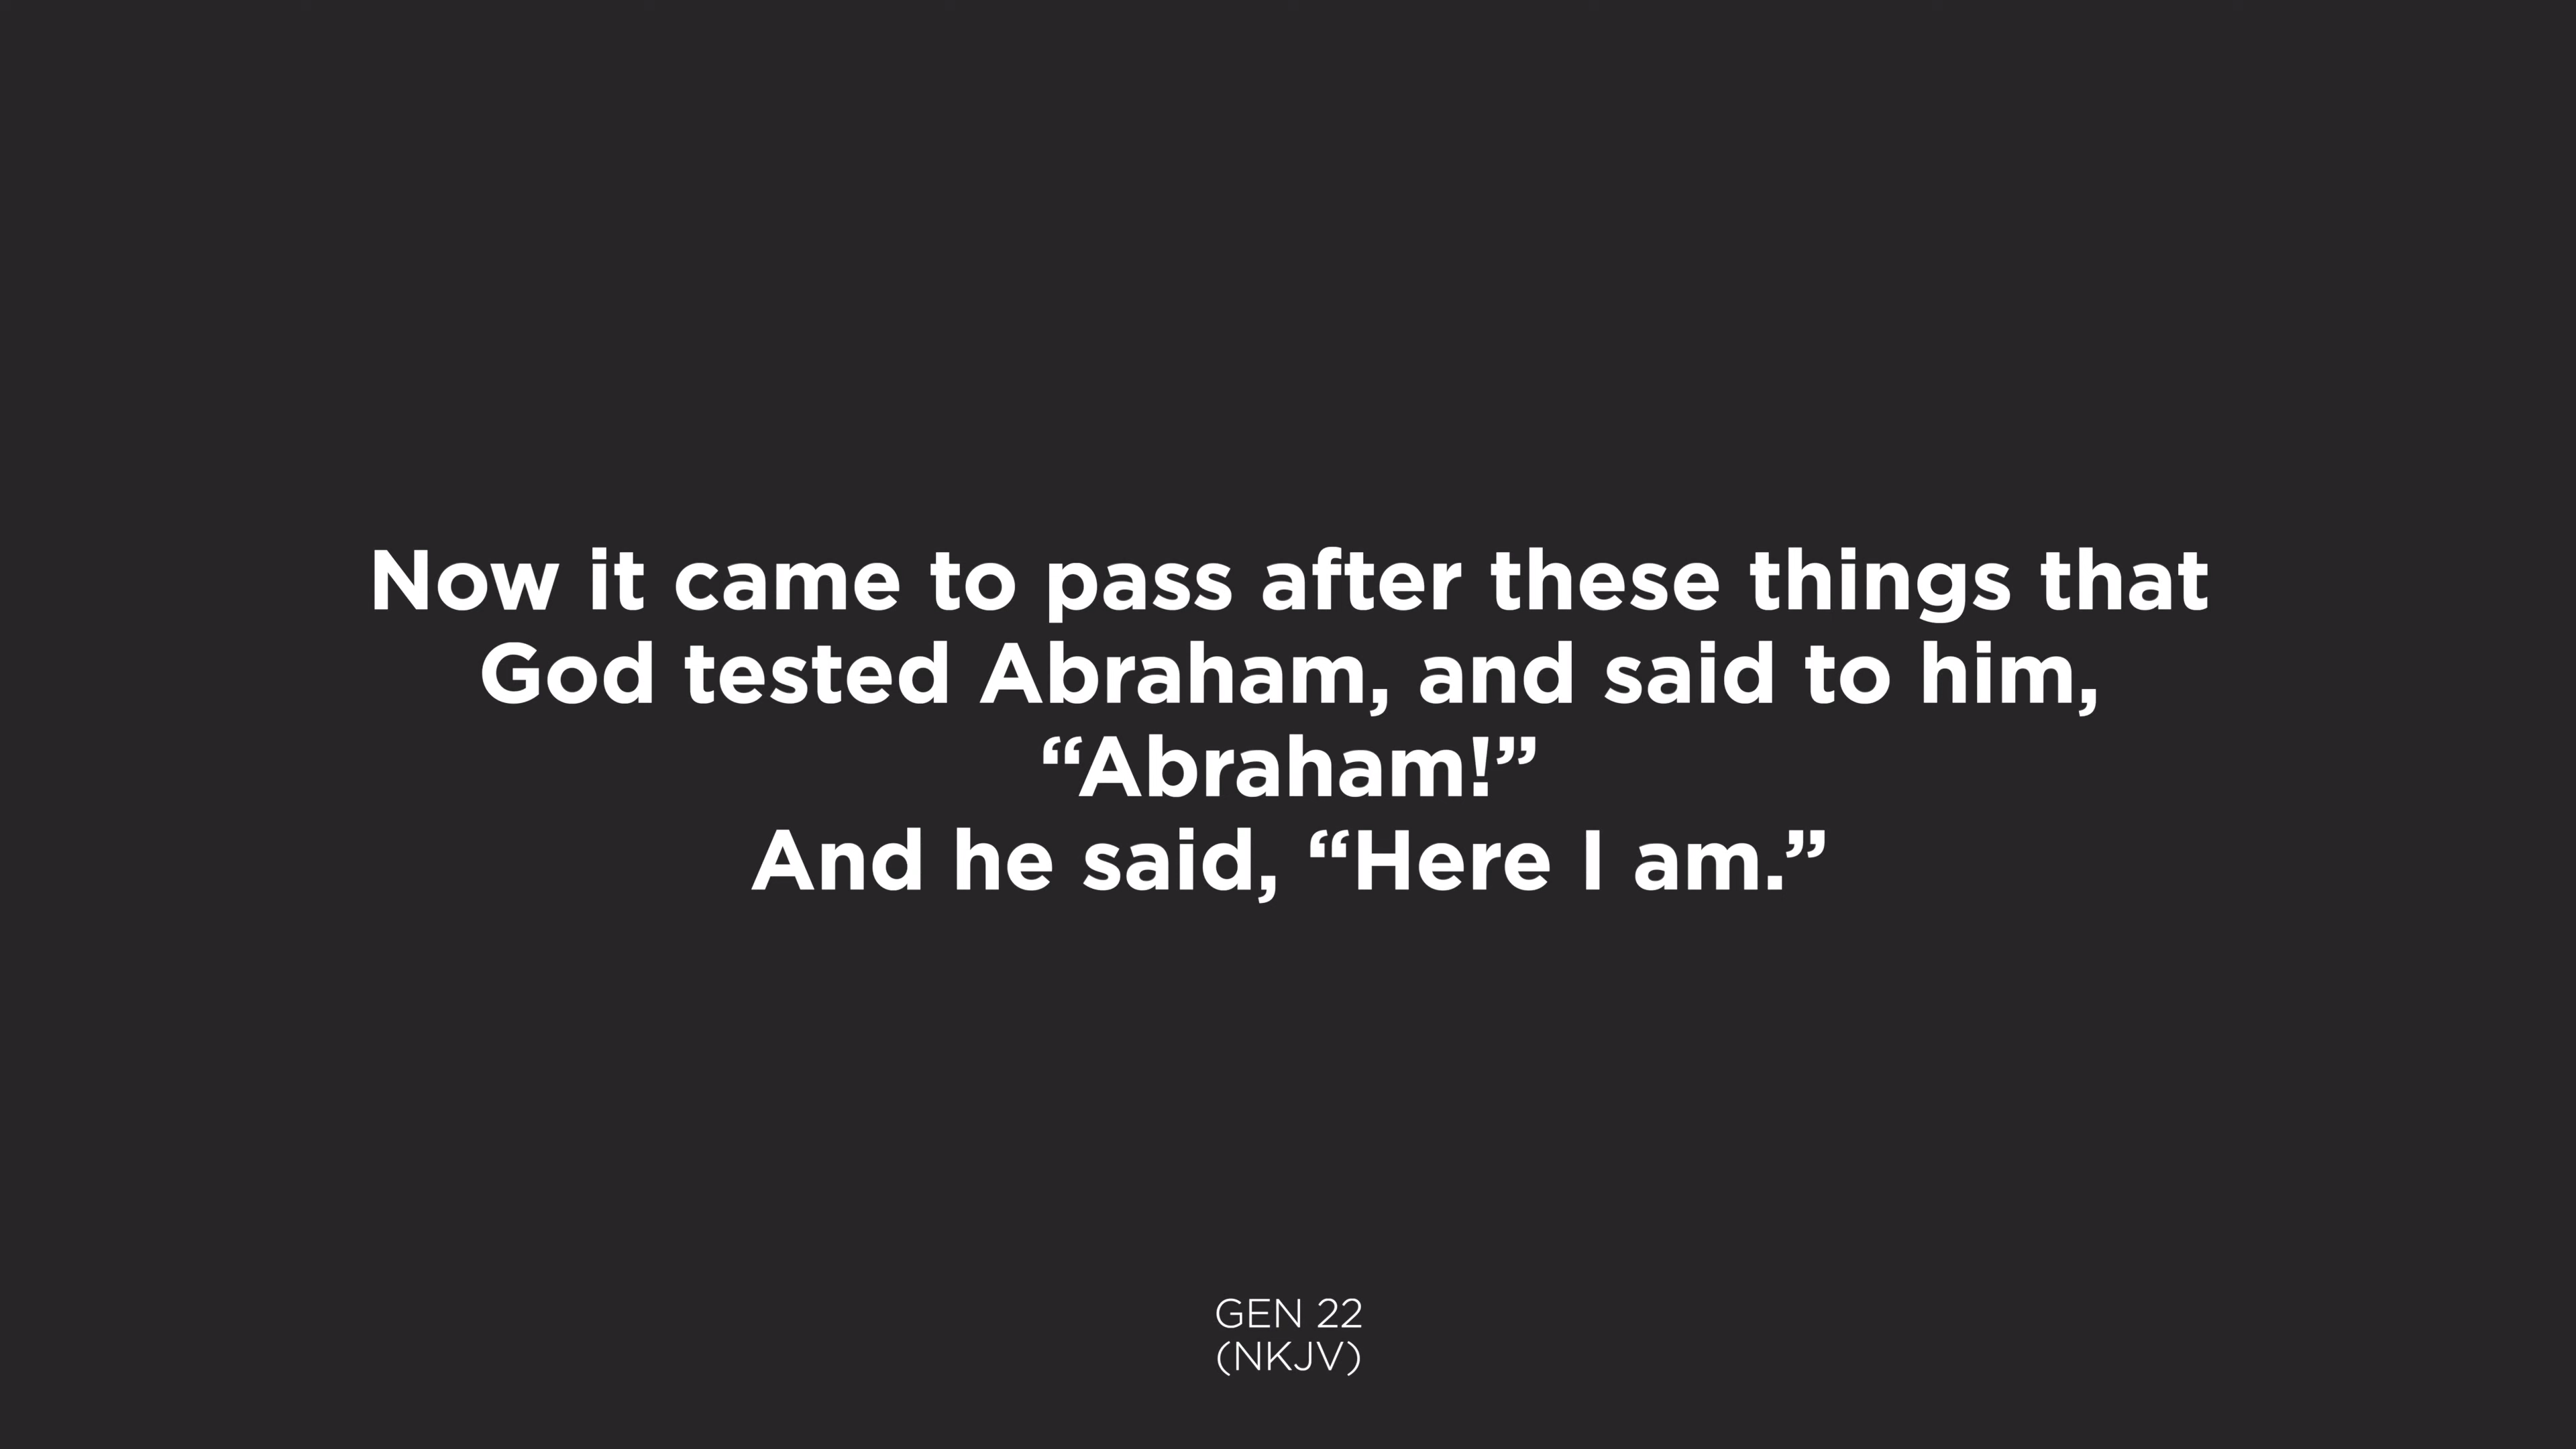 Now it came to pass after these things that
God tested Abraham, and said to him,
“Abraham!”
And he said, “Here I am.”
GEN 22
(NKJV)